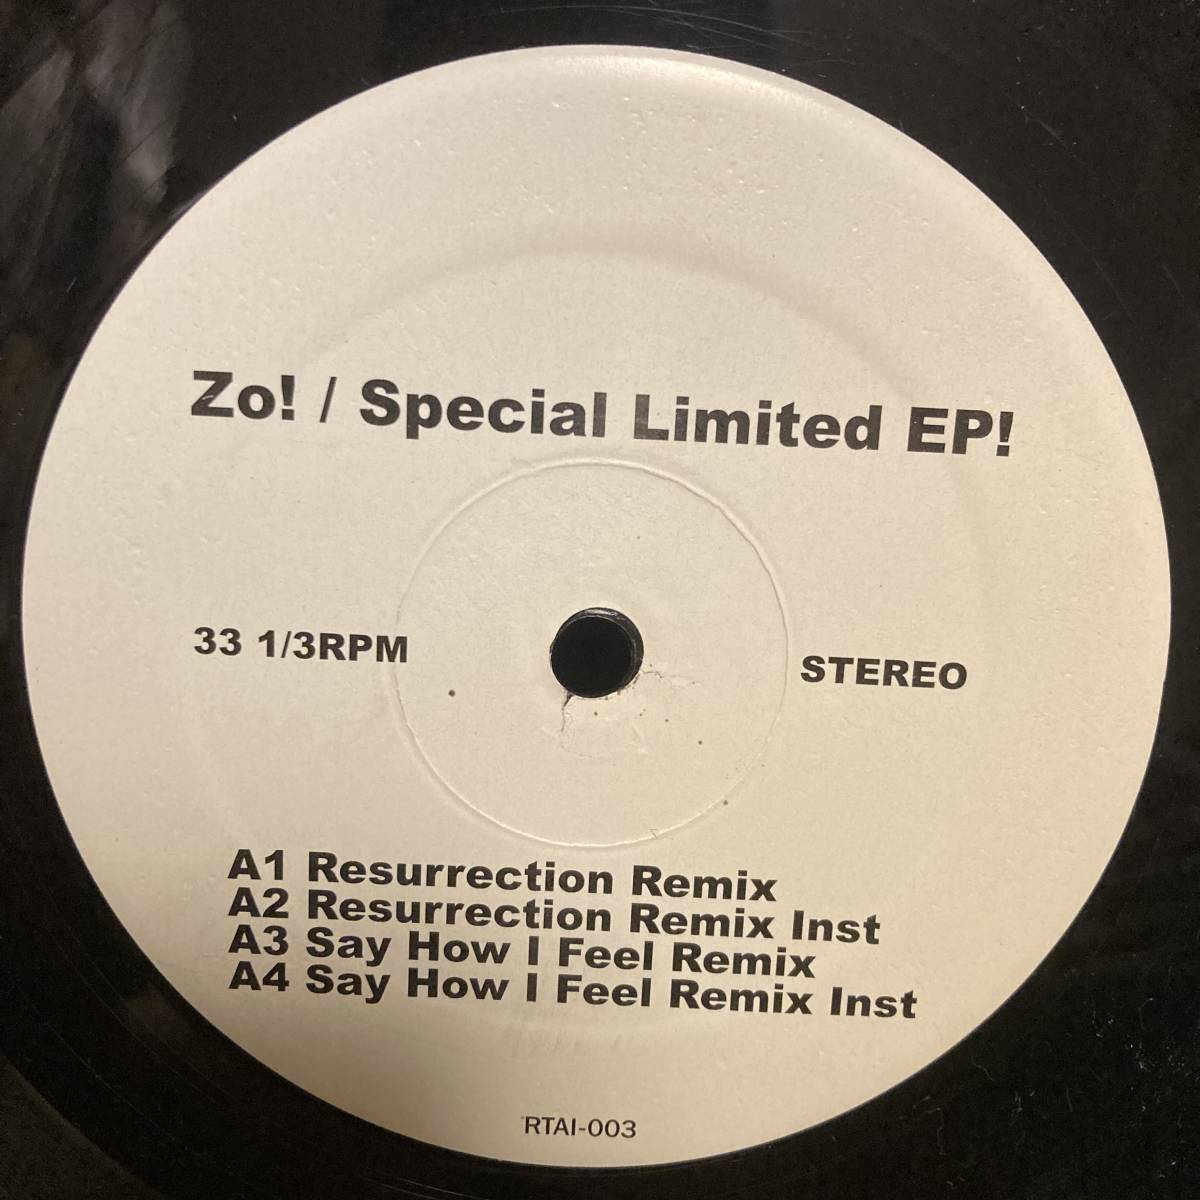 Zo! / Special Limited EP!
33 1/3RPM
STEREO
A1 Resurrection Remix
A2 Resurrection Remix Inst
A3 Say How I Feel Remix
A4 Say How I Feel Remix Inst
RTAI-003